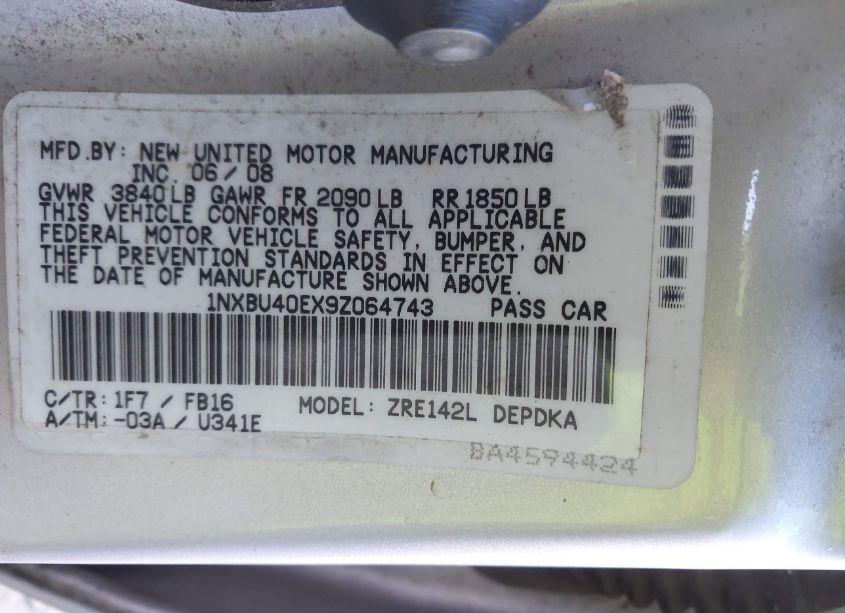 MFD.BY: NEW UNITED MOTOR MANUFACTURING
INC. 06/08
GVWR 3840LB GAWR FR 2090LB RR1850LB
THIS VEHICLE CONFORMS TO ALL APPLICABLE
FEDERAL MOTOR VEHICLE SAFETY, BUMPER, AND
THEFT PREVENTION STANDARDS IN EFFECT ON
THE DATE OF MANUFACTURE SHOWN ABOVE.
1NXBU40EX9Z064743 PASS CAR
C/TR: 1F7 / FB16
A/TM: -03A / U341E
MODEL: ZRE142L DEPDKA
BA4594424